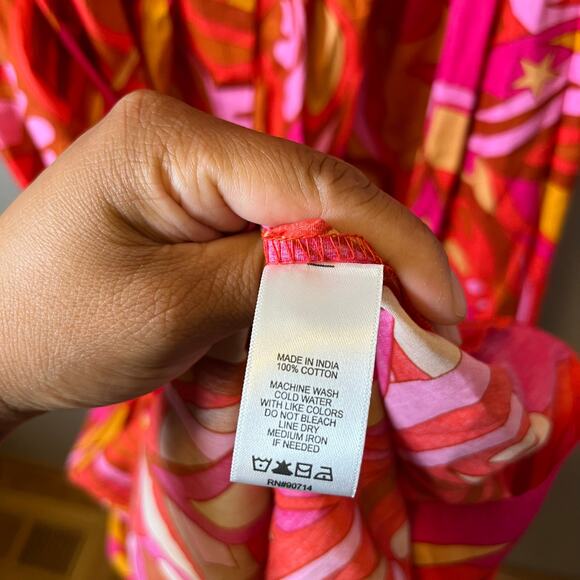 MADE IN INDIA
100% COTTON
MACHINE WASH
COLD WATER
WITH LIKE COLORS
DO NOT BLEACH
LINE DRY
MEDIUM IRON
IF NEEDED
RN#90714